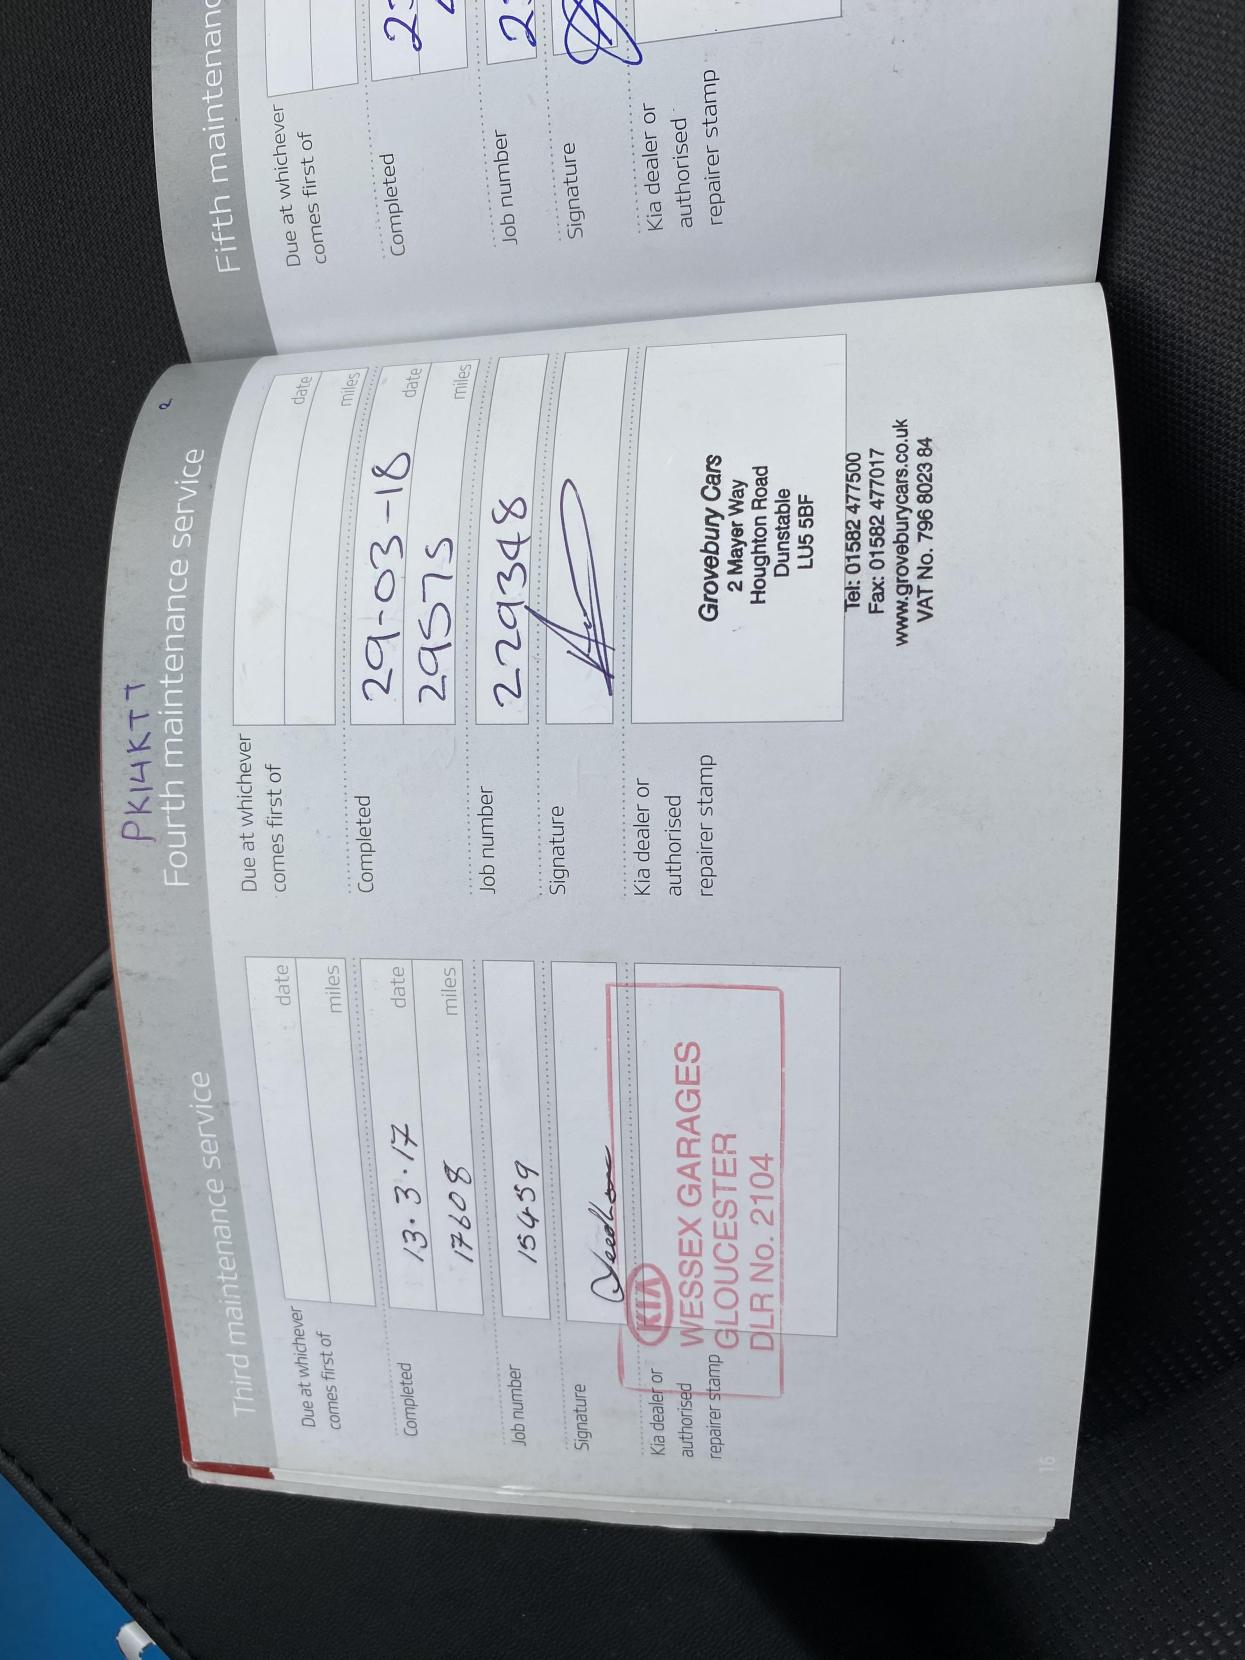 Third maintenance service
Due at whichever
comes first of
date
miles
Completed
13.3.17 date
17608 miles
Job number
15459
Signature
Kia dealer or
authorised
repairer stamp
KIA
WESSEX GARAGES
GLOUCESTER
DLR No. 2104
16
PK14KTT
Fourth maintenance service
Due at whichever
comes first of
date
miles
Completed
29-03-18 date
29575 miles
Job number
229348
Signature
Kia dealer or
authorised
repairer stamp
Grovebury Cars
2 Mayer Way
Houghton Road
Dunstable
LU5 5BF
Tel: 01582 477500
Fax: 01582 477017
www.groveburycars.co.uk
VAT No. 796 8023 84
Fifth maintenance
Due at whichever
comes first of
Completed
Job number
Signature
Kia dealer or
authorised
repairer stamp